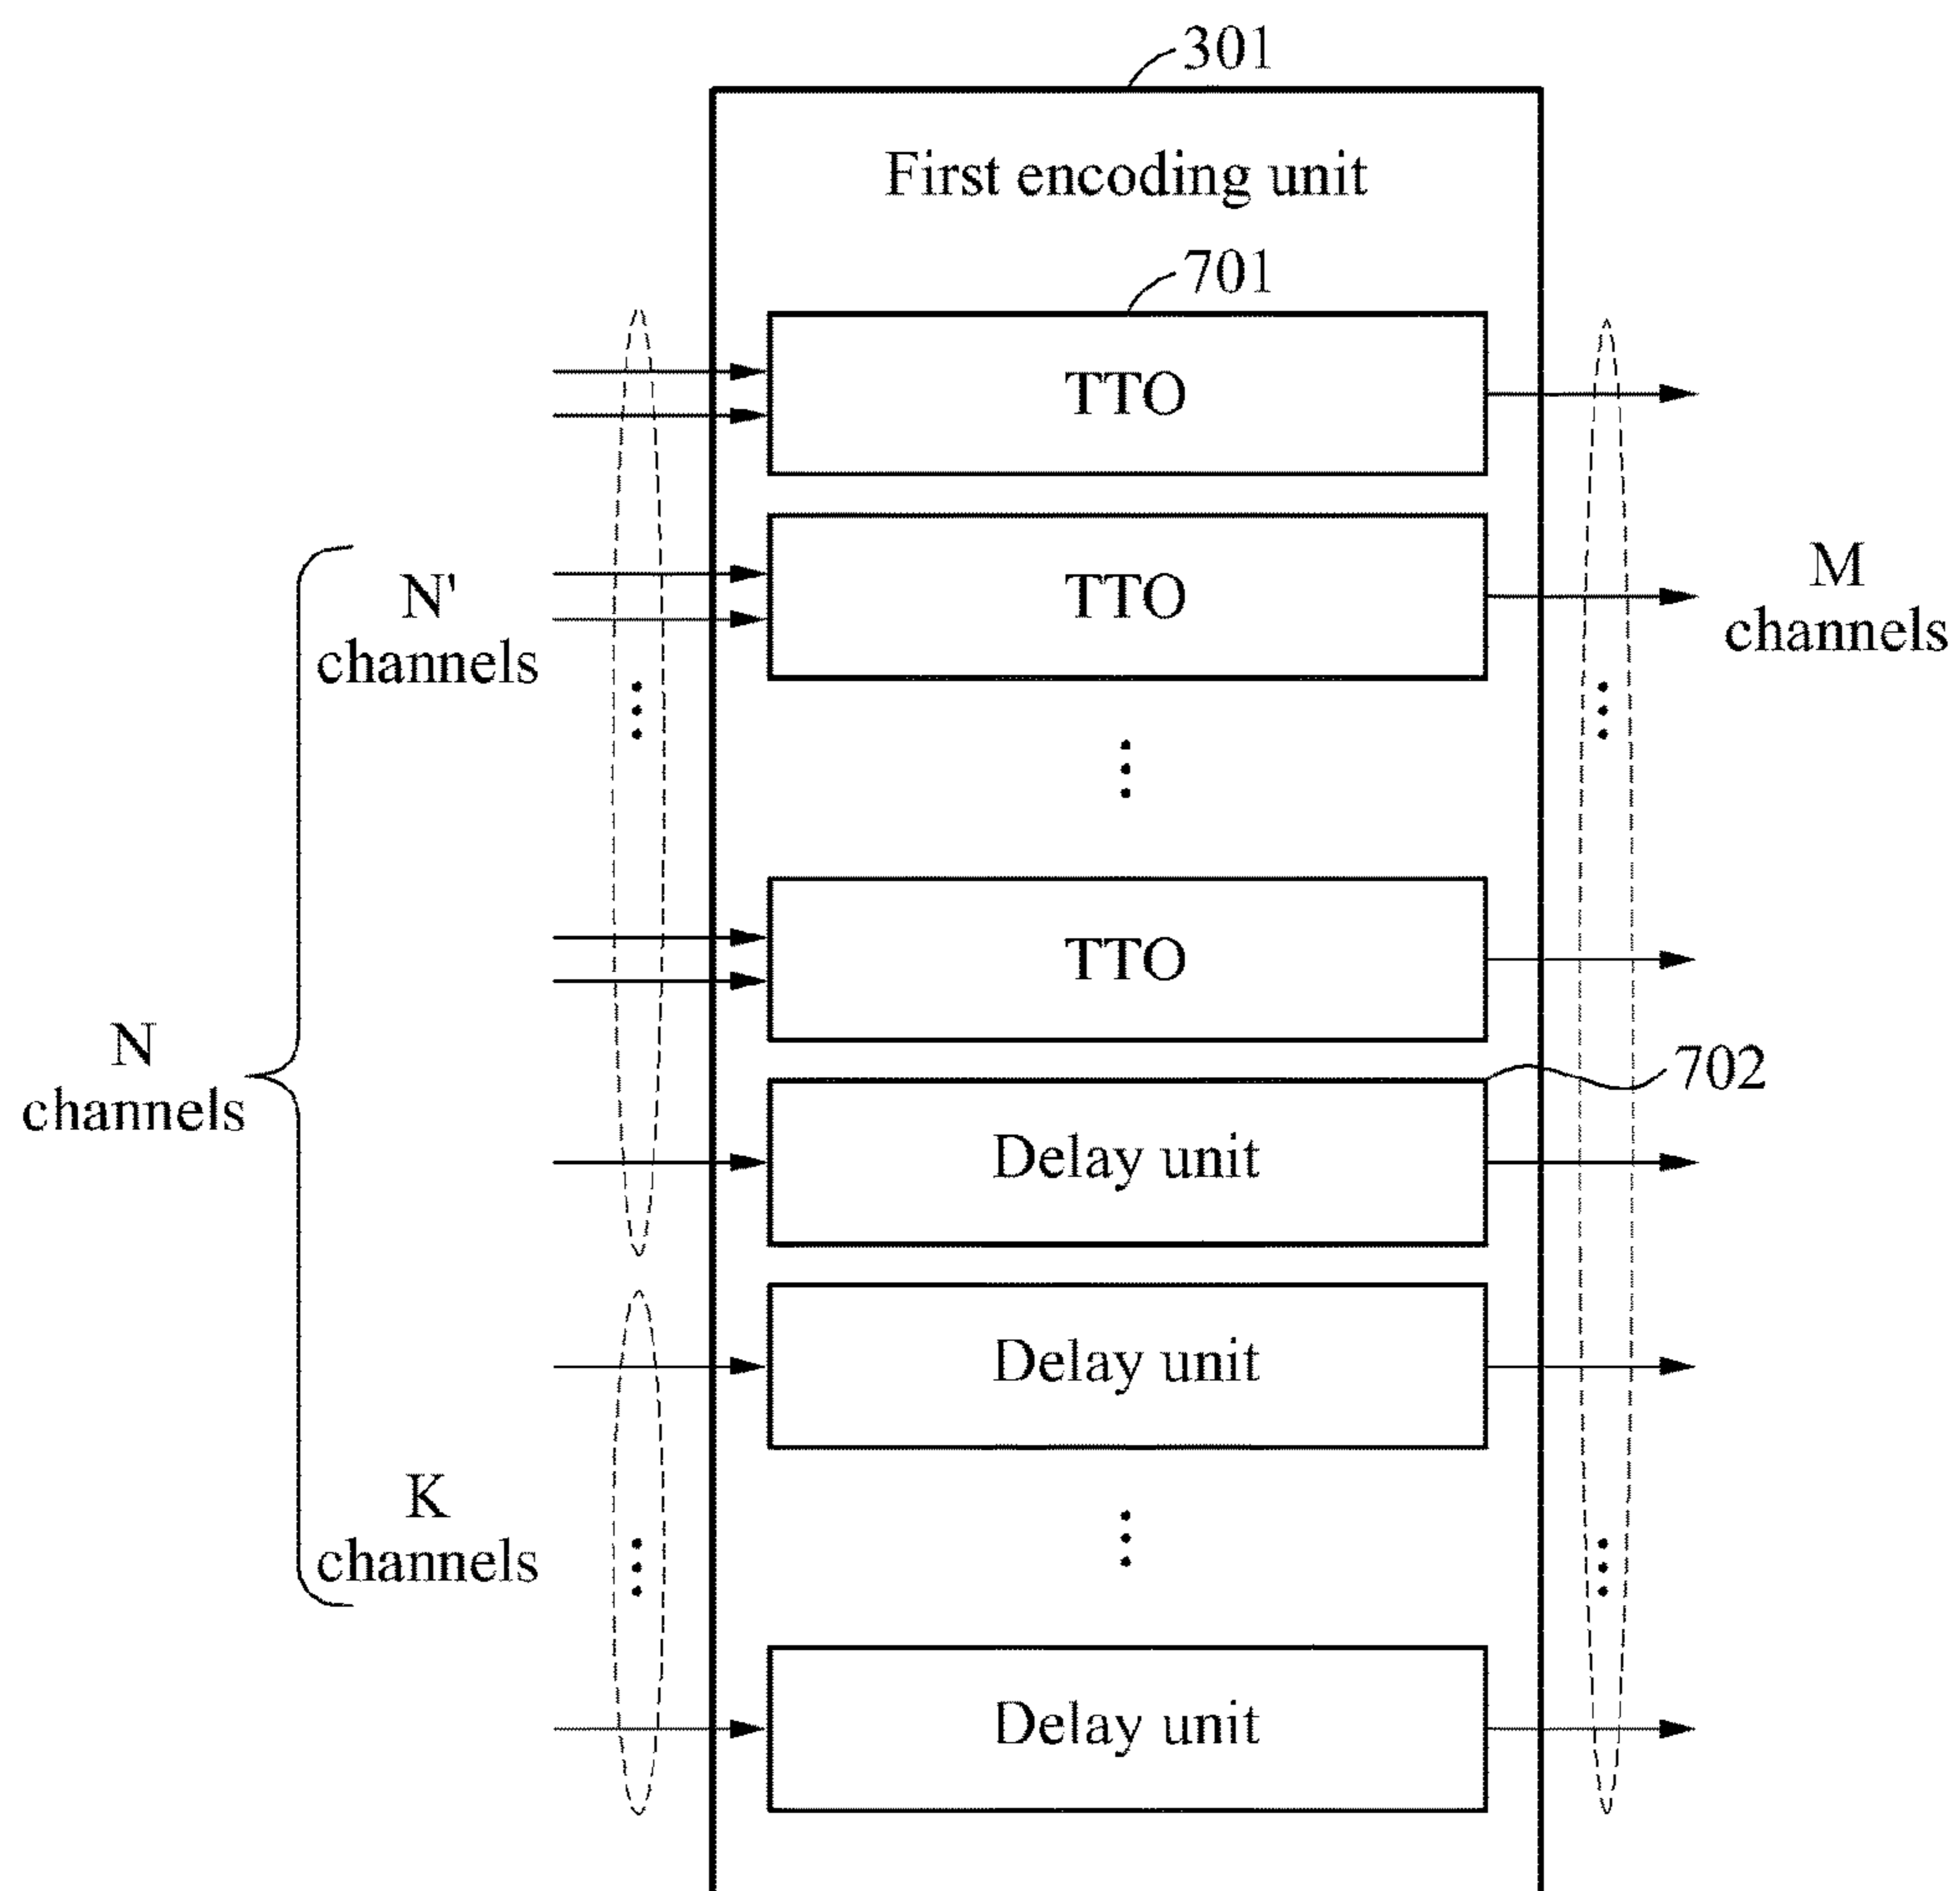 301
First encoding unit
701
TTO
TTO
N'
channels
M
channels
TTO
N
channels
702
Delay unit
Delay unit
K
channels
Delay unit